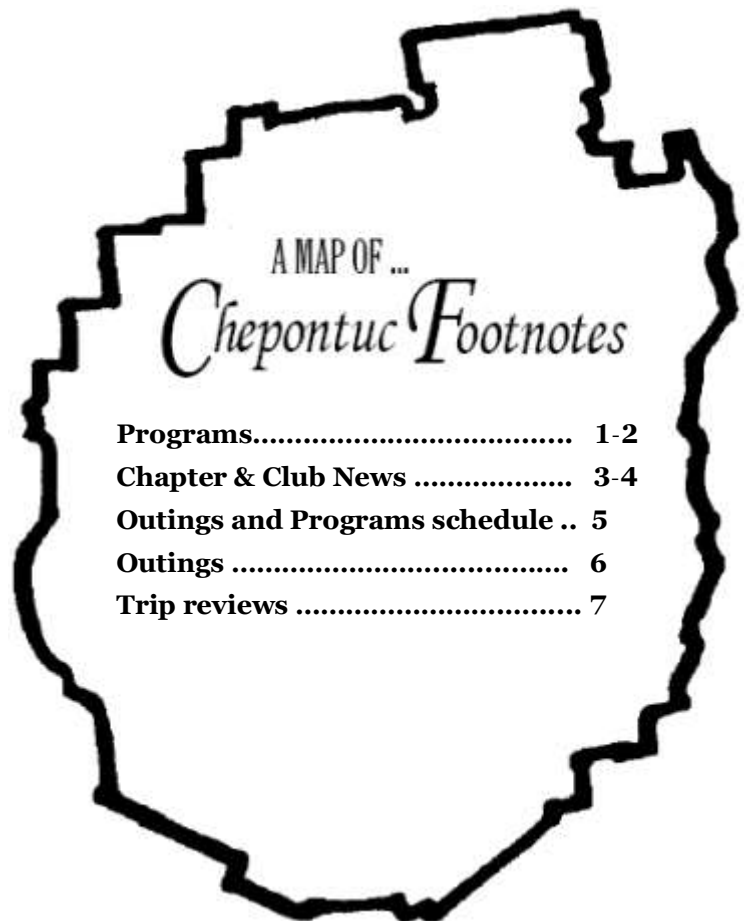 A MAP OF ...
Chepontuc Footnotes
Programs...................................... 1-2
Chapter & Club News ................... 3-4
Outings and Programs schedule .. 5
Outings ........................................ 6
Trip reviews .................................. 7